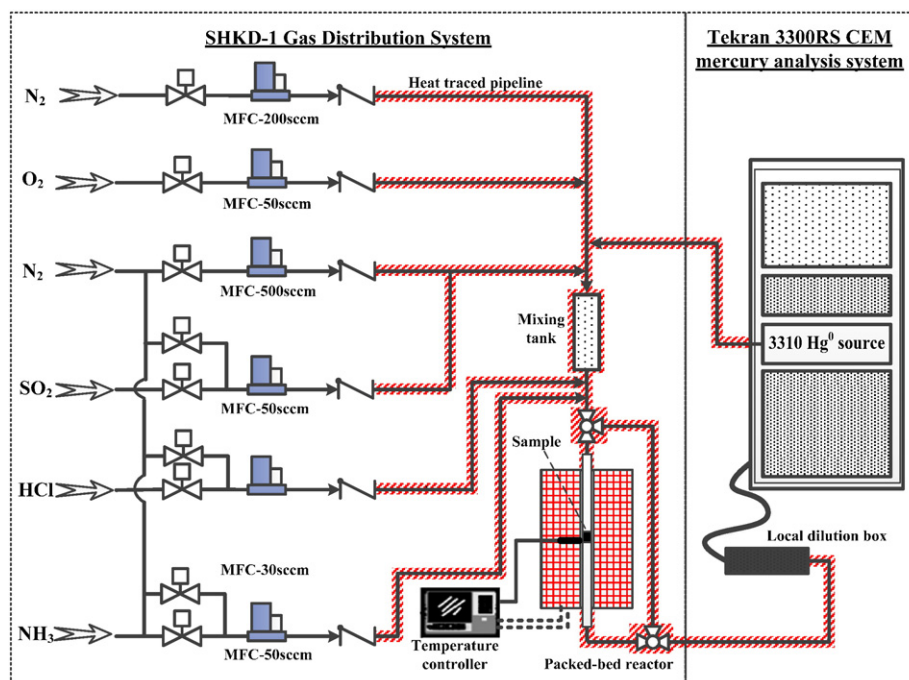 SHKD-1 Gas Distribution System
Tekran 3300RS CEM
mercury analysis system
N₂
MFC-200sccm
Heat traced pipeline
O₂
MFC-50sccm
N₂
MFC-500sccm
Mixing
tank
3310 Hg⁰ source
SO₂
MFC-50sccm
Sample
HCl
Local dilution box
MFC-30sccm
NH₃
MFC-50sccm
Temperature
controller
Packed-bed reactor